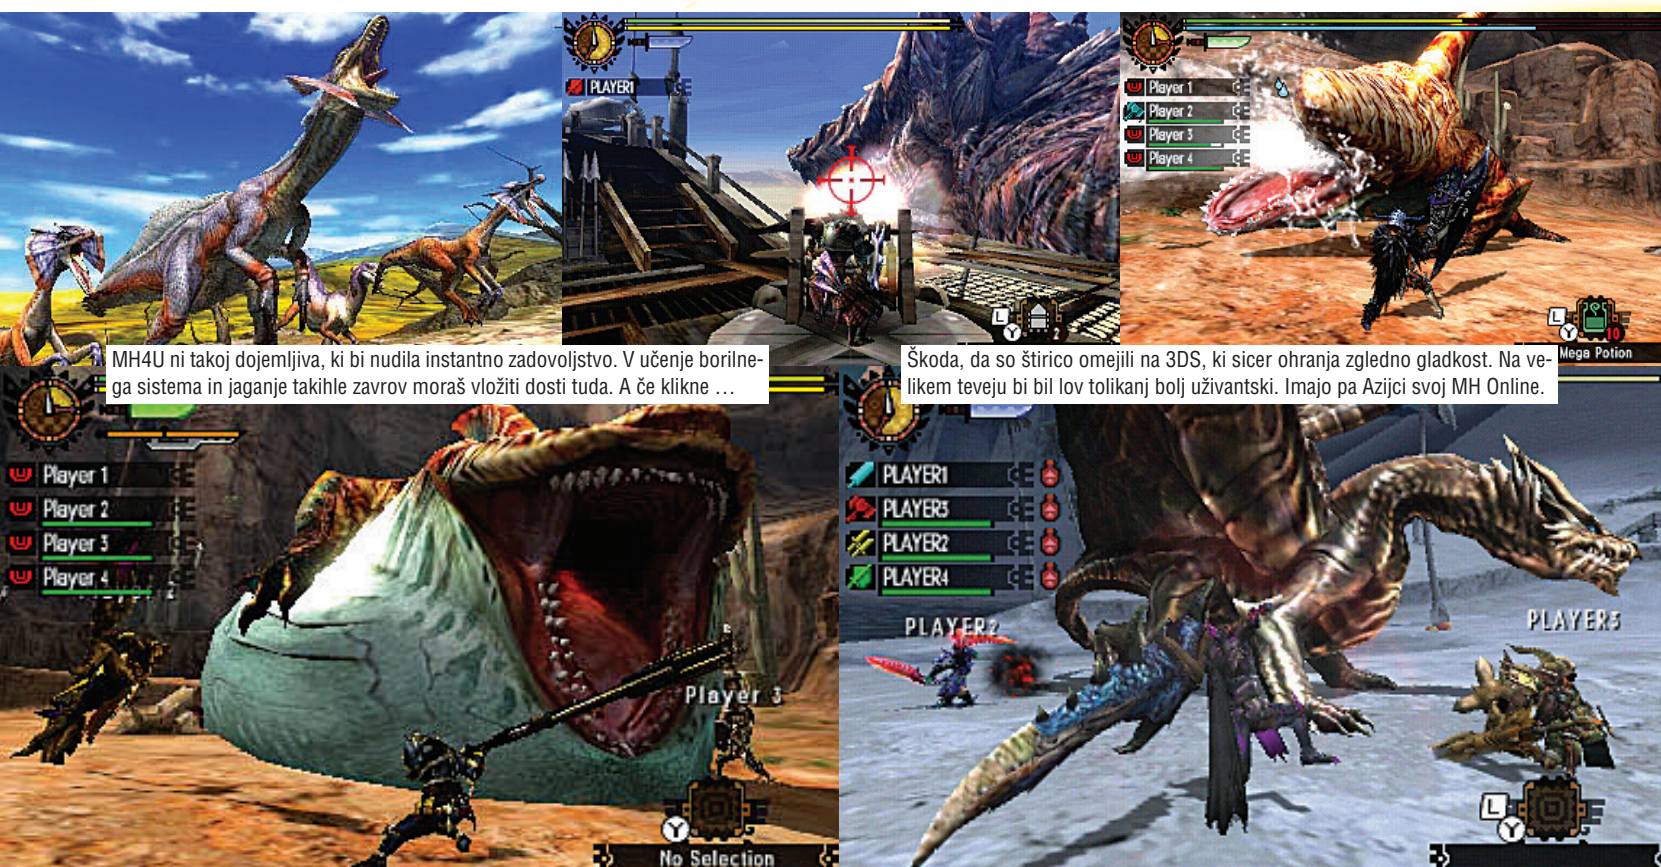 PLAYER1
L
Y
2
Player 1
Player 2
Player 3
Player 4
L
Y
10
Mega Potion
MH4U ni takoj dojemljiva, ki bi nudila instantno zadovoljstvo. V učenje borilne-
ga sistema in jaganje takihle zavrov moraš vložiti dosti tuda. A če klikne …
Škoda, da so štirico omejili na 3DS, ki sicer ohranja zgledno gladkost. Na ve-
likem teveju bi bil lov tolikanj bolj uživantski. Imajo pa Azijci svoj MH Online.
Player 1
Player 2
Player 3
Player 4
Player 3
Y
No Selection
PLAYER1
PLAYER3
PLAYER2
PLAYER4
PLAYER2
PLAYER3
L
Y